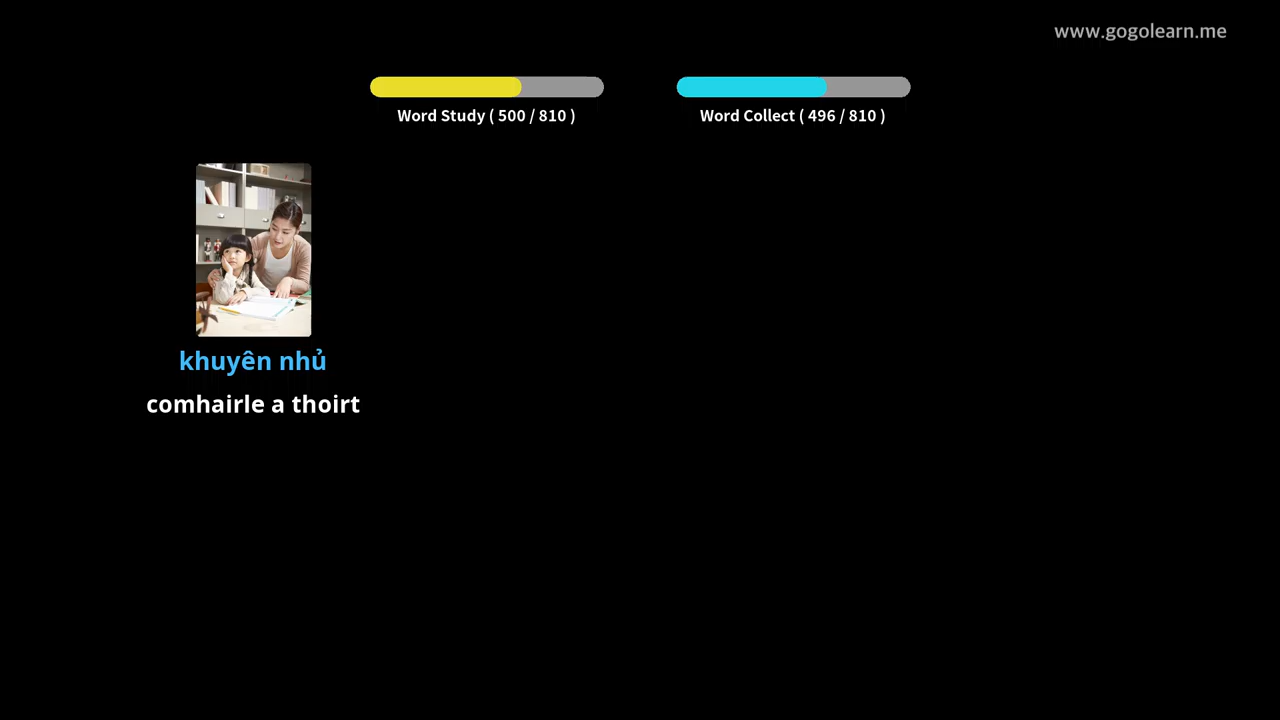 www.gogolearn.me
Word Study ( 500 / 810 )
Word Collect ( 496 / 810 )
khuyên nhủ
comhairle a thoirt